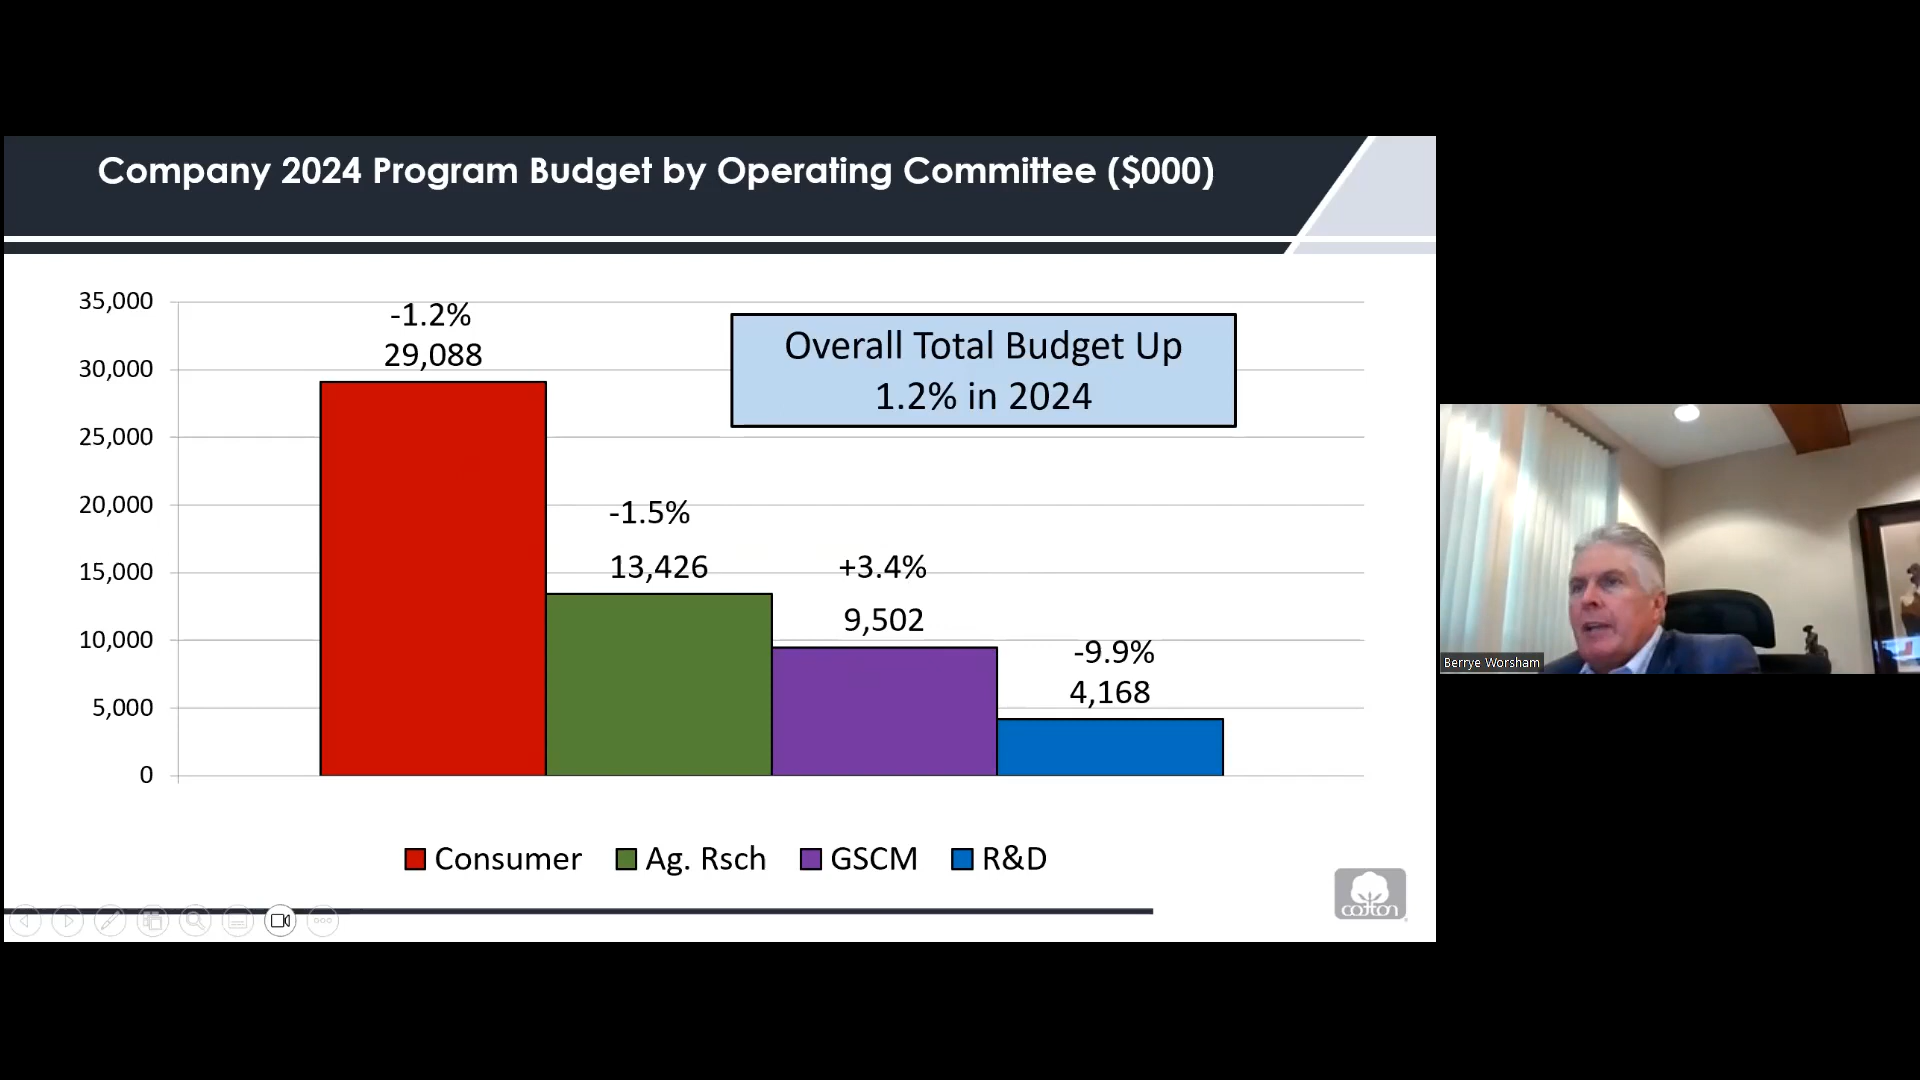 Company 2024 Program Budget by Operating Committee ($000)
35,000
30,000
25,000
20,000
15,000
10,000
5,000
0
-1.2%
29,088
-1.5%
13,426
+3.4%
9,502
-9.9%
4,168
Overall Total Budget Up
1.2% in 2024
Consumer Ag. Rsch GSCM R&D
cotton
Berrye Worsham